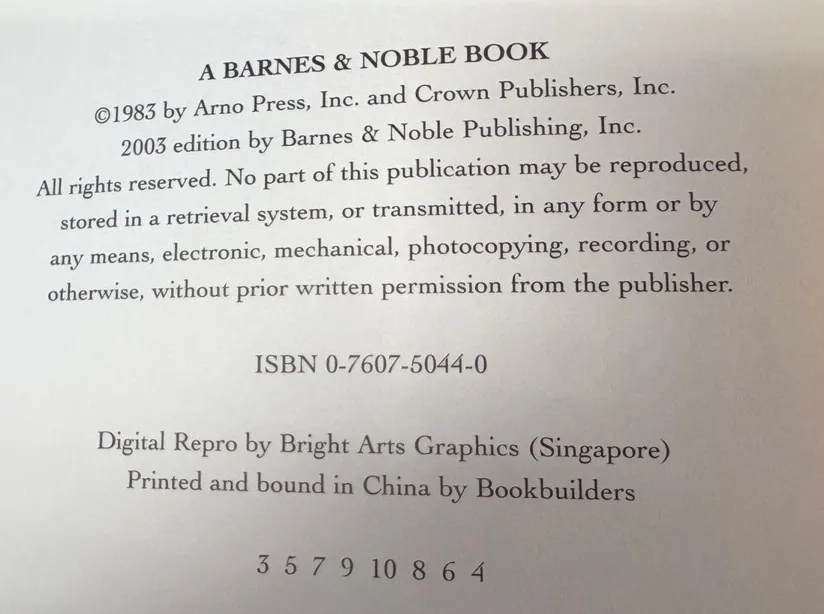 A BARNES & NOBLE BOOK
©1983 by Arno Press, Inc. and Crown Publishers, Inc.
2003 edition by Barnes & Noble Publishing, Inc.
All rights reserved. No part of this publication may be reproduced,
stored in a retrieval system, or transmitted, in any form or by
any means, electronic, mechanical, photocopying, recording, or
otherwise, without prior written permission from the publisher.
ISBN 0-7607-5044-0
Digital Repro by Bright Arts Graphics (Singapore)
Printed and bound in China by Bookbuilders
3 5 7 9 10 8 6 4